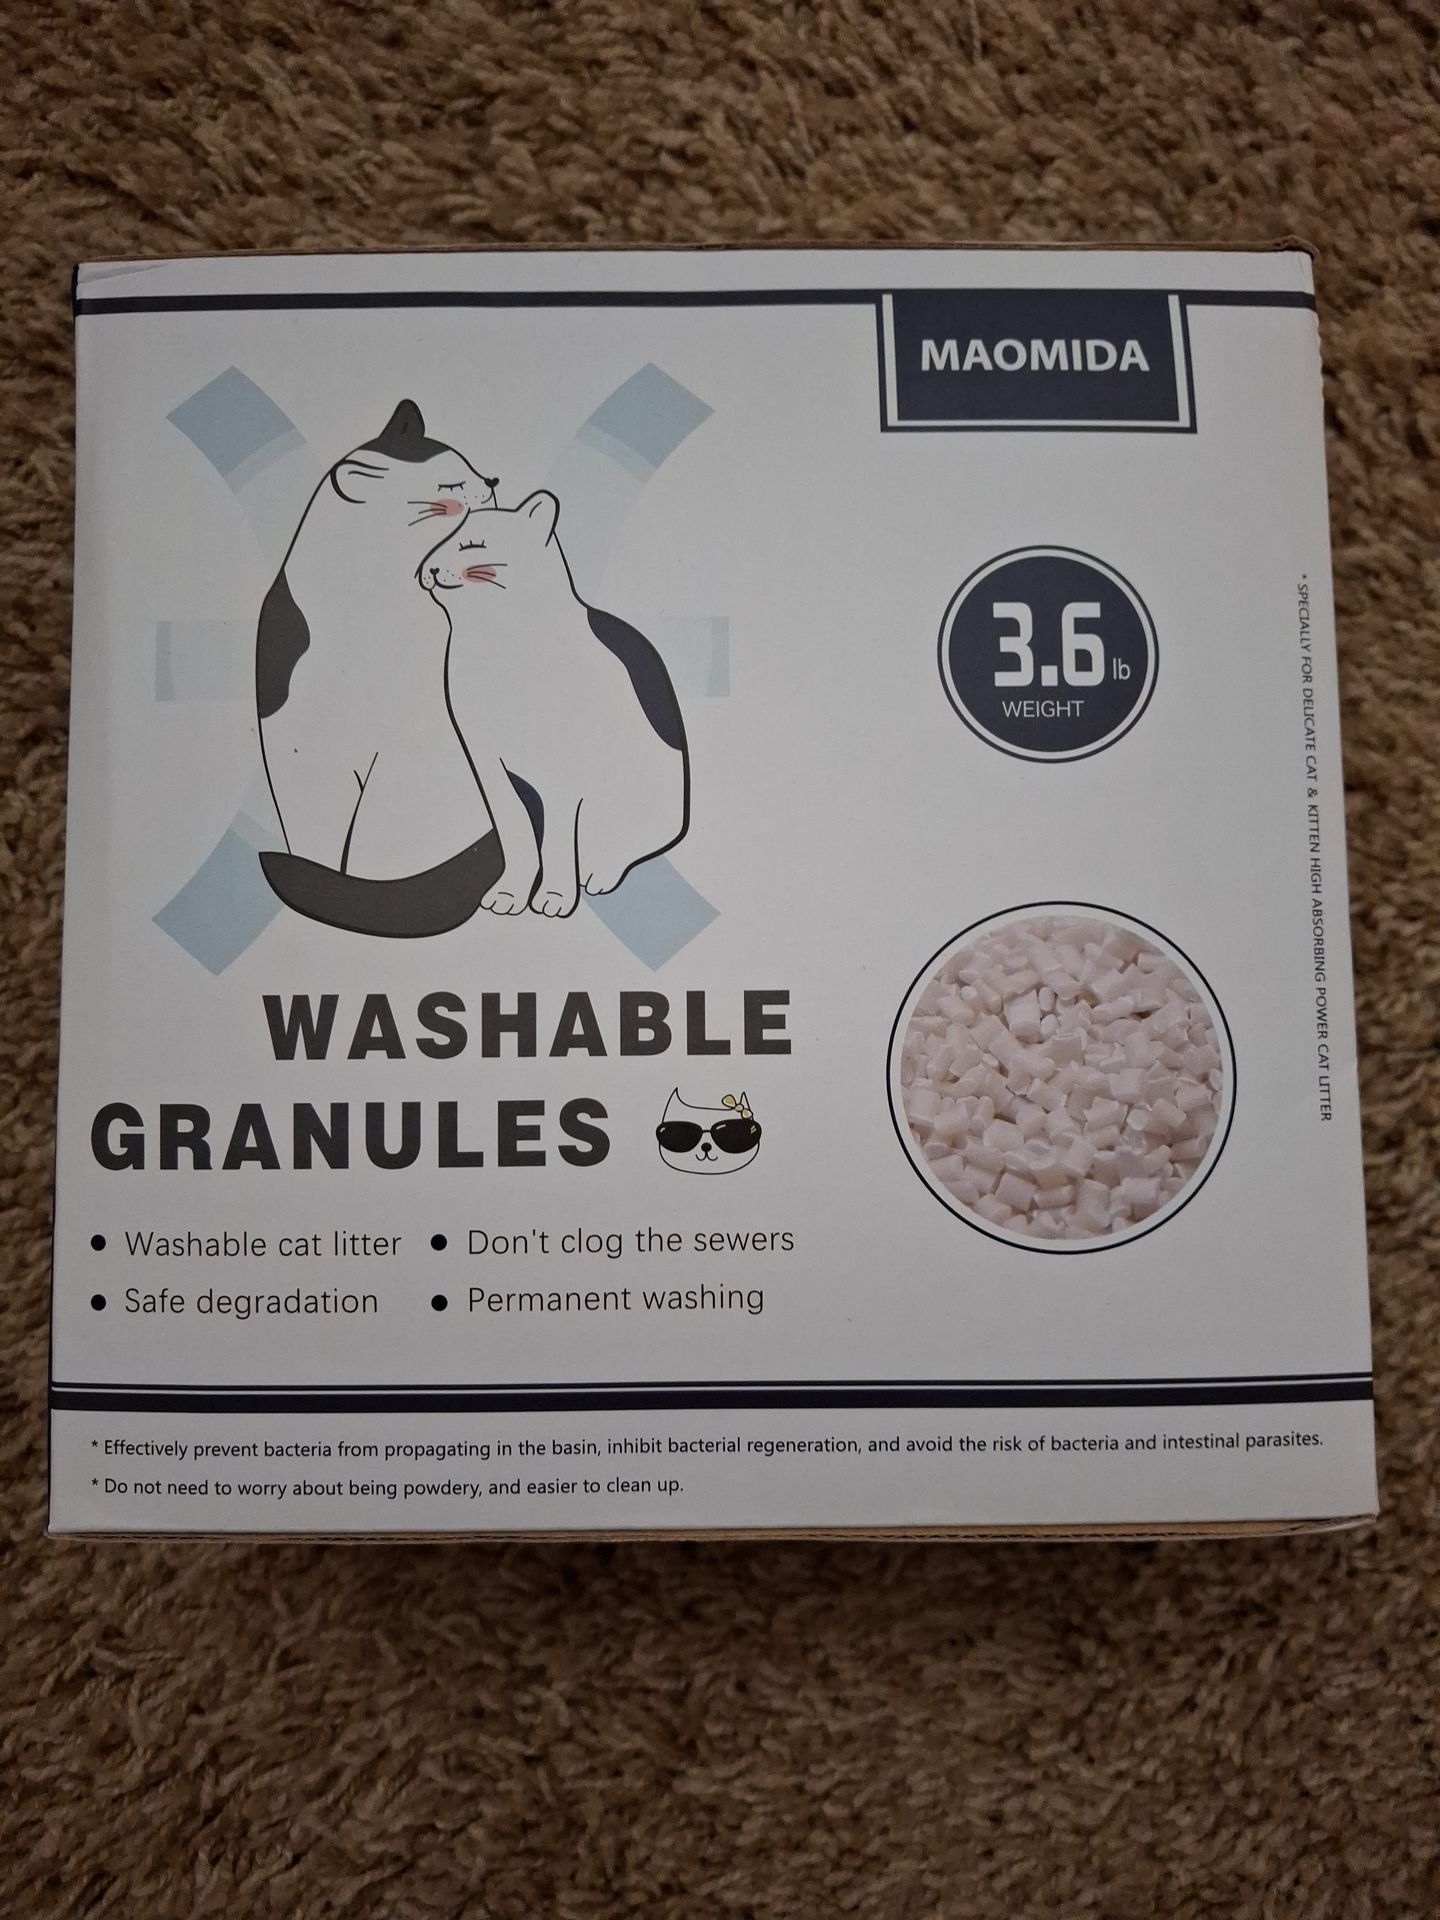 MAOMIDA
3.6 lb
WEIGHT
* SPECIALLY FOR DELICATE CAT & KITTEN HIGH ABSORBING POWER CAT LITTER
WASHABLE
GRANULES
• Washable cat litter • Don't clog the sewers
• Safe degradation • Permanent washing
* Effectively prevent bacteria from propagating in the basin, inhibit bacterial regeneration, and avoid the risk of bacteria and intestinal parasites.
* Do not need to worry about being powdery, and easier to clean up.